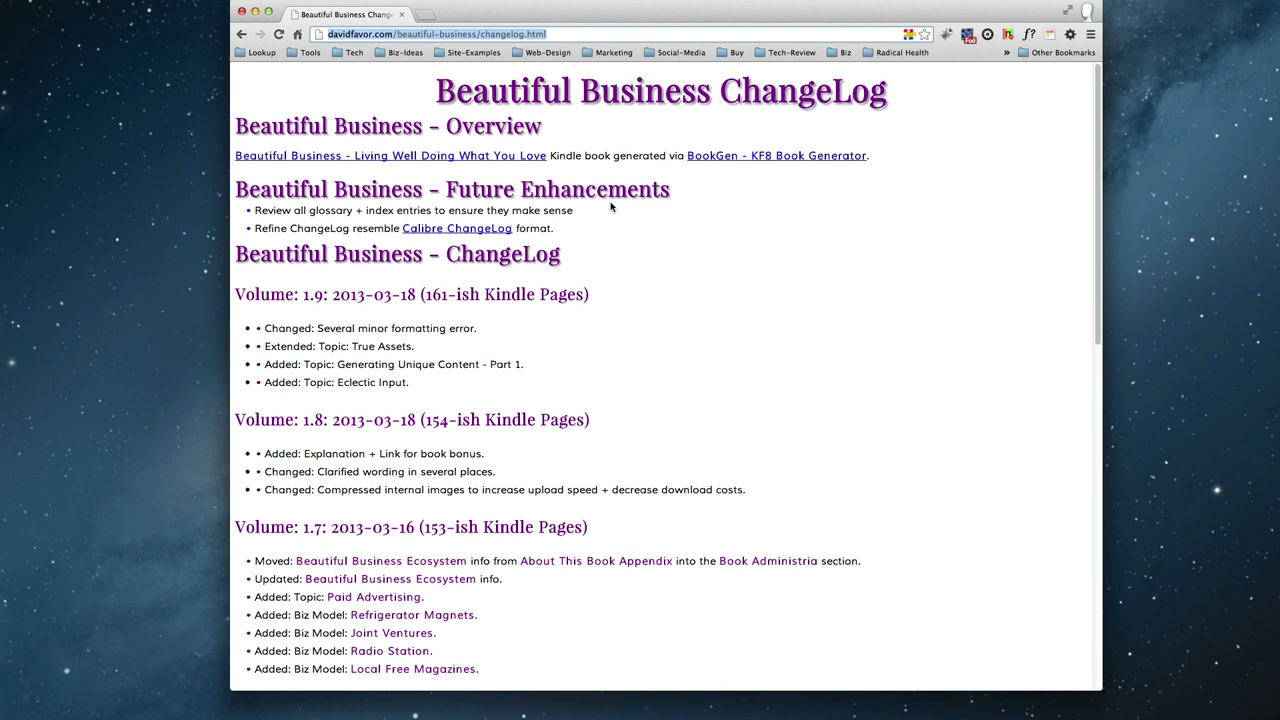 Beautiful Business Change
davidfavor.com/beautiful-business/changelog.html
Lookup Tools Tech Biz-Ideas Site-Examples Web-Design Marketing Social-Media Buy Tech-Review Biz Radical Health » Other Bookmarks
Beautiful Business ChangeLog
Beautiful Business - Overview
Beautiful Business - Living Well Doing What You Love Kindle book generated via BookGen - KF8 Book Generator.
Beautiful Business - Future Enhancements
• Review all glossary + index entries to ensure they make sense
• Refine ChangeLog resemble Calibre ChangeLog format.
Beautiful Business - ChangeLog
Volume: 1.9: 2013-03-18 (161-ish Kindle Pages)
• • Changed: Several minor formatting error.
• • Extended: Topic: True Assets.
• • Added: Topic: Generating Unique Content - Part 1.
• • Added: Topic: Eclectic Input.
Volume: 1.8: 2013-03-18 (154-ish Kindle Pages)
• • Added: Explanation + Link for book bonus.
• • Changed: Clarified wording in several places.
• • Changed: Compressed internal images to increase upload speed + decrease download costs.
Volume: 1.7: 2013-03-16 (153-ish Kindle Pages)
• Moved: Beautiful Business Ecosystem info from About This Book Appendix into the Book Administria section.
• Updated: Beautiful Business Ecosystem info.
• Added: Topic: Paid Advertising.
• Added: Biz Model: Refrigerator Magnets.
• Added: Biz Model: Joint Ventures.
• Added: Biz Model: Radio Station.
• Added: Biz Model: Local Free Magazines.